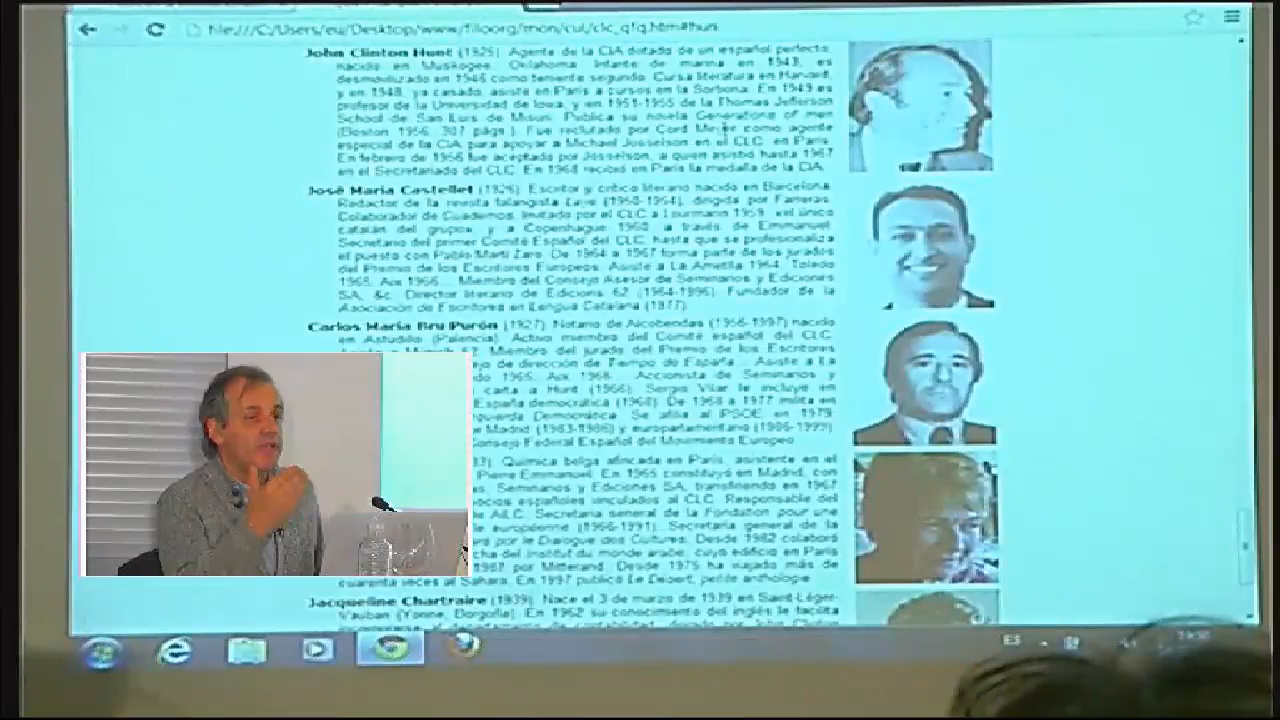 file:///C:/Users/eu/Desktop/www/filoorg/mon/cul/clc_qfq.htm#hun
John Clinton Hunt (1925). Agente de la CIA dotado de un español perfecto,
nacido en Muskogee, Oklahoma. Infante de marina en 1943, es
desmovilizado en 1946 como teniente segundo. Cursa literatura en Harvard,
y en 1948, ya casado, asiste en París a cursos en la Sorbona. En 1949 es
profesor de la Universidad de Iowa, y en 1951-1955 de la Thomas Jefferson
School de San Luis de Misuri. Publica su novela Generations of men
(Boston 1956, 307 págs.). Fue reclutado por Cord Meyer como agente
especial de la CIA para apoyar a Michael Josselson en el CLC, en París.
En febrero de 1956 fue aceptado por Josselson, a quien asistió hasta 1967
en el Secretariado del CLC. En 1968 recibió en París la medalla de la CIA.
José María Castellet (1926). Escritor y crítico literario nacido en Barcelona.
Redactor de la revista falangista Laye (1950-1954), dirigida por Farreras.
Colaborador de Cuadernos. Invitado por el CLC a Lourmarin 1959, «el único
catalán del grupo», y a Copenhague 1960, a través de Emmanuel.
Secretario del primer Comité Español del CLC, hasta que se profesionaliza
el puesto con Pablo Martí Zaro. De 1964 a 1967 forma parte de los jurados
del Premio de los Escritores Europeos. Asiste a La Ametlla 1964, Toledo
1965, Aix 1966... Miembro del Consejo Asesor de Seminarios y Ediciones
SA, &c. Director literario de Edicions 62 (1964-1996). Fundador de la
Asociación de Escritores en Lengua Catalana (1977).
Carlos María Bru Purón (1927). Notario de Alcobendas (1956-1997) nacido
en Astudillo (Palencia). Activo miembro del Comité español del CLC.
Miembro del jurado del Premio de los Escritores
de dirección de Tiempo de España... Asiste a La
1965, Aix 1966... Accionista de Seminarios y
carta a Hunt (1966). Sergio Vilar le incluye en
España democrática (1968). De 1968 a 1977 milita en
Izquierda Democrática. Se afilia al PSOE en 1979.
Madrid (1983-1986) y europarlamentario (1986-1999).
Consejo Federal Español del Movimiento Europeo.
Química belga afincada en París, asistente en el
Pierre Emmanuel. En 1965 constituyó en Madrid, con
Seminarios y Ediciones SA, transfiriendo en 1967
españoles vinculados al CLC. Responsable del
AILC. Secretaria general de la Fondation pour une
européenne (1966-1991). Secretaria general de la
por le Dialogue des Cultures. Desde 1982 colaboró
del Institut du monde arabe, cuyo edificio en París
1987 por Mitterand. Desde 1975 ha viajado más de
cuarenta veces al Sahara. En 1997 publicó Le Désert, petite anthologie.
Jacqueline Chartraire (1939). Nace el 3 de marzo de 1939 en Saint-Léger-
Vauban (Yonne, Borgoña). En 1962 su conocimiento del inglés le facilita
ES